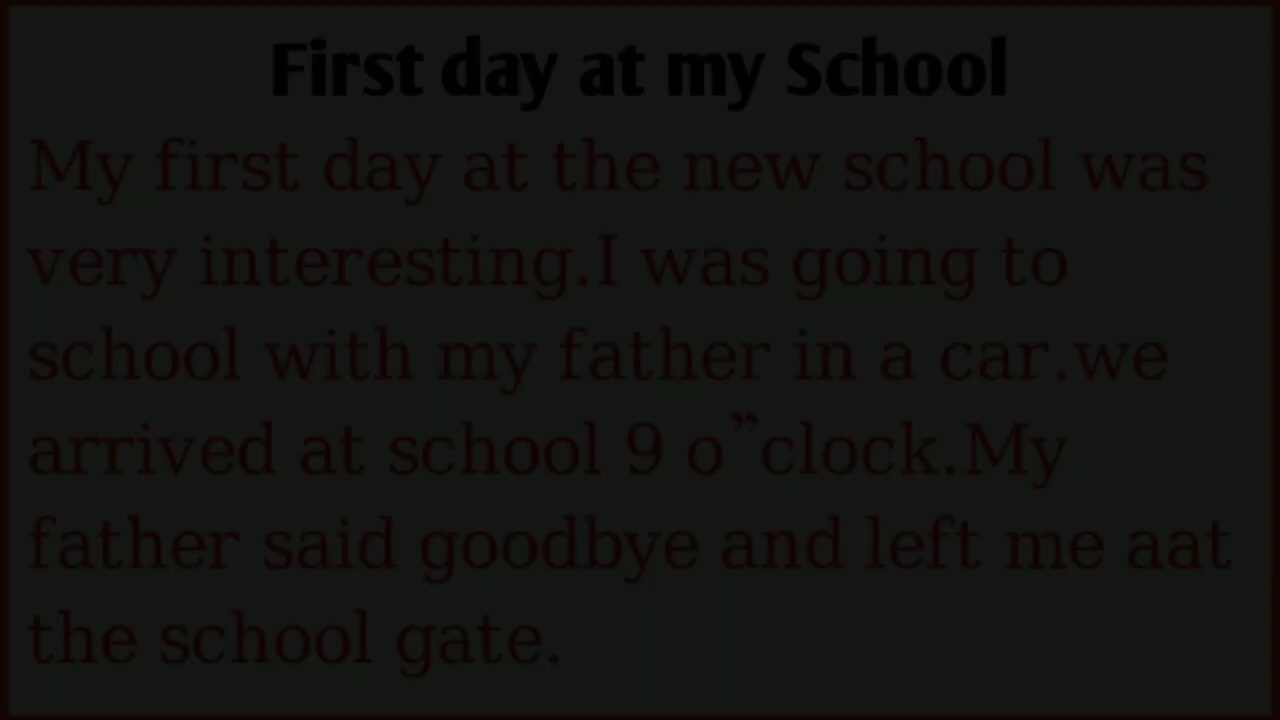 First day at my School
My first day at the new school was
very interesting.I was going to
school with my father in a car.we
arrived at school 9 o”clock.My
father said goodbye and left me aat
the school gate.